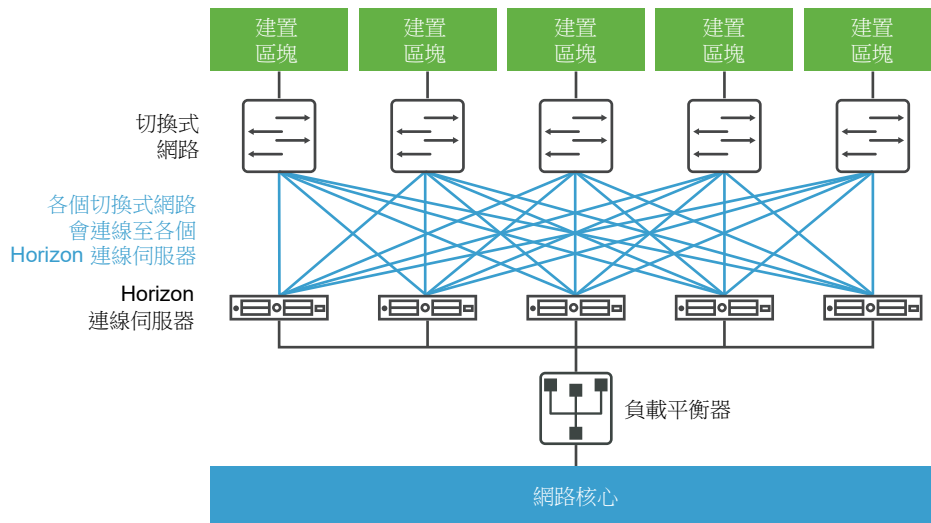 建置
區塊
建置
區塊
建置
區塊
建置
區塊
建置
區塊
切換式
網路
各個切換式網路
會連線至各個
Horizon 連線伺服器
Horizon
連線伺服器
負載平衡器
網路核心